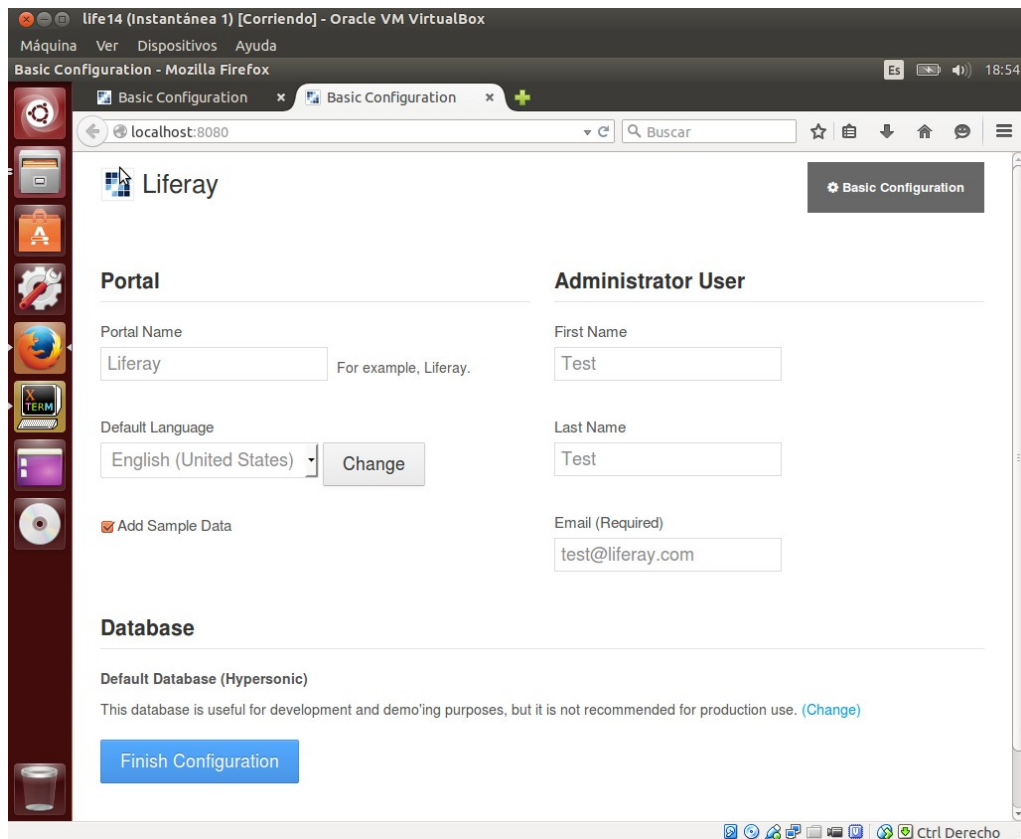 life14 (Instantánea 1) [Corriendo] - Oracle VM VirtualBox
Máquina Ver Dispositivos Ayuda
Basic Configuration - Mozilla Firefox Es 18:54
Basic Configuration × Basic Configuration ×
localhost:8080 Buscar
Liferay Basic Configuration
Portal Administrator User
Portal Name First Name
Liferay For example, Liferay. Test
Default Language Last Name
English (United States) Change Test
Add Sample Data Email (Required)
test@liferay.com
Database
Default Database (Hypersonic)
This database is useful for development and demo'ing purposes, but it is not recommended for production use. (Change)
Finish Configuration
X
TERM
Ctrl Derecho